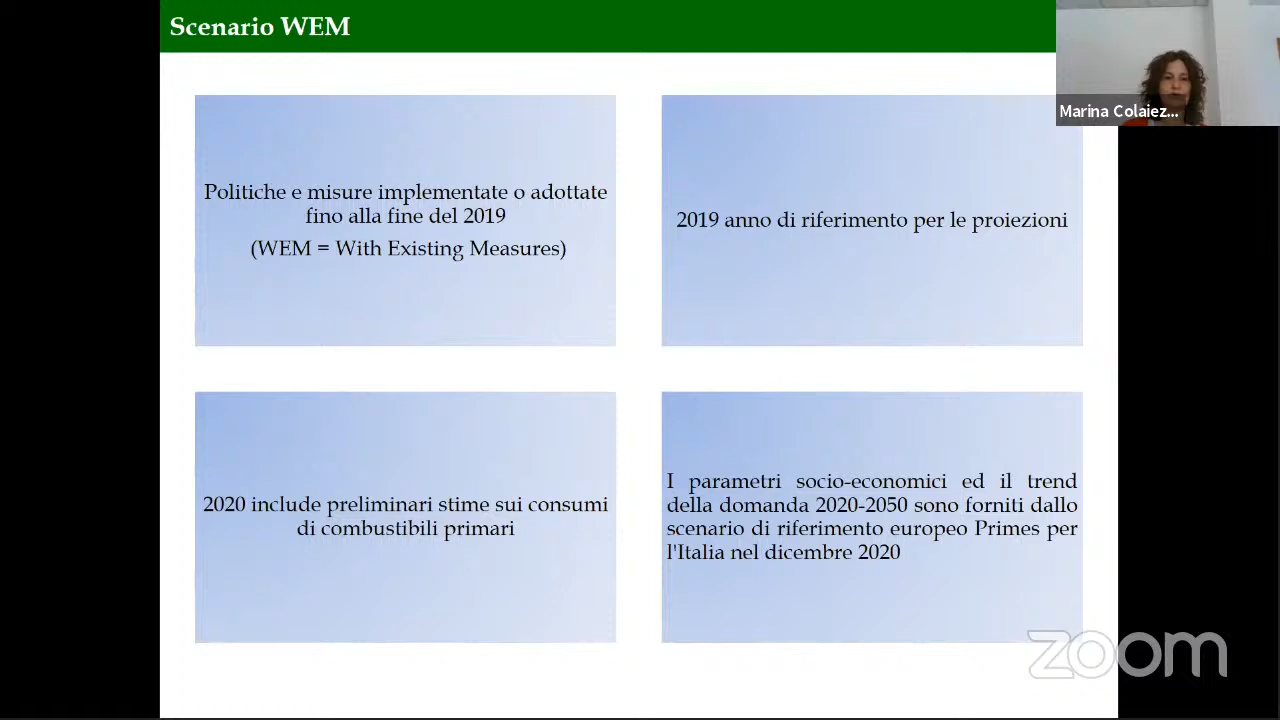 Scenario WEM
Marina Colaiez...
Politiche e misure implementate o adottate
fino alla fine del 2019
(WEM = With Existing Measures)
2019 anno di riferimento per le proiezioni
2020 include preliminari stime sui consumi
di combustibili primari
I parametri socio-economici ed il trend
della domanda 2020-2050 sono forniti dallo
scenario di riferimento europeo Primes per
l'Italia nel dicembre 2020
zoom